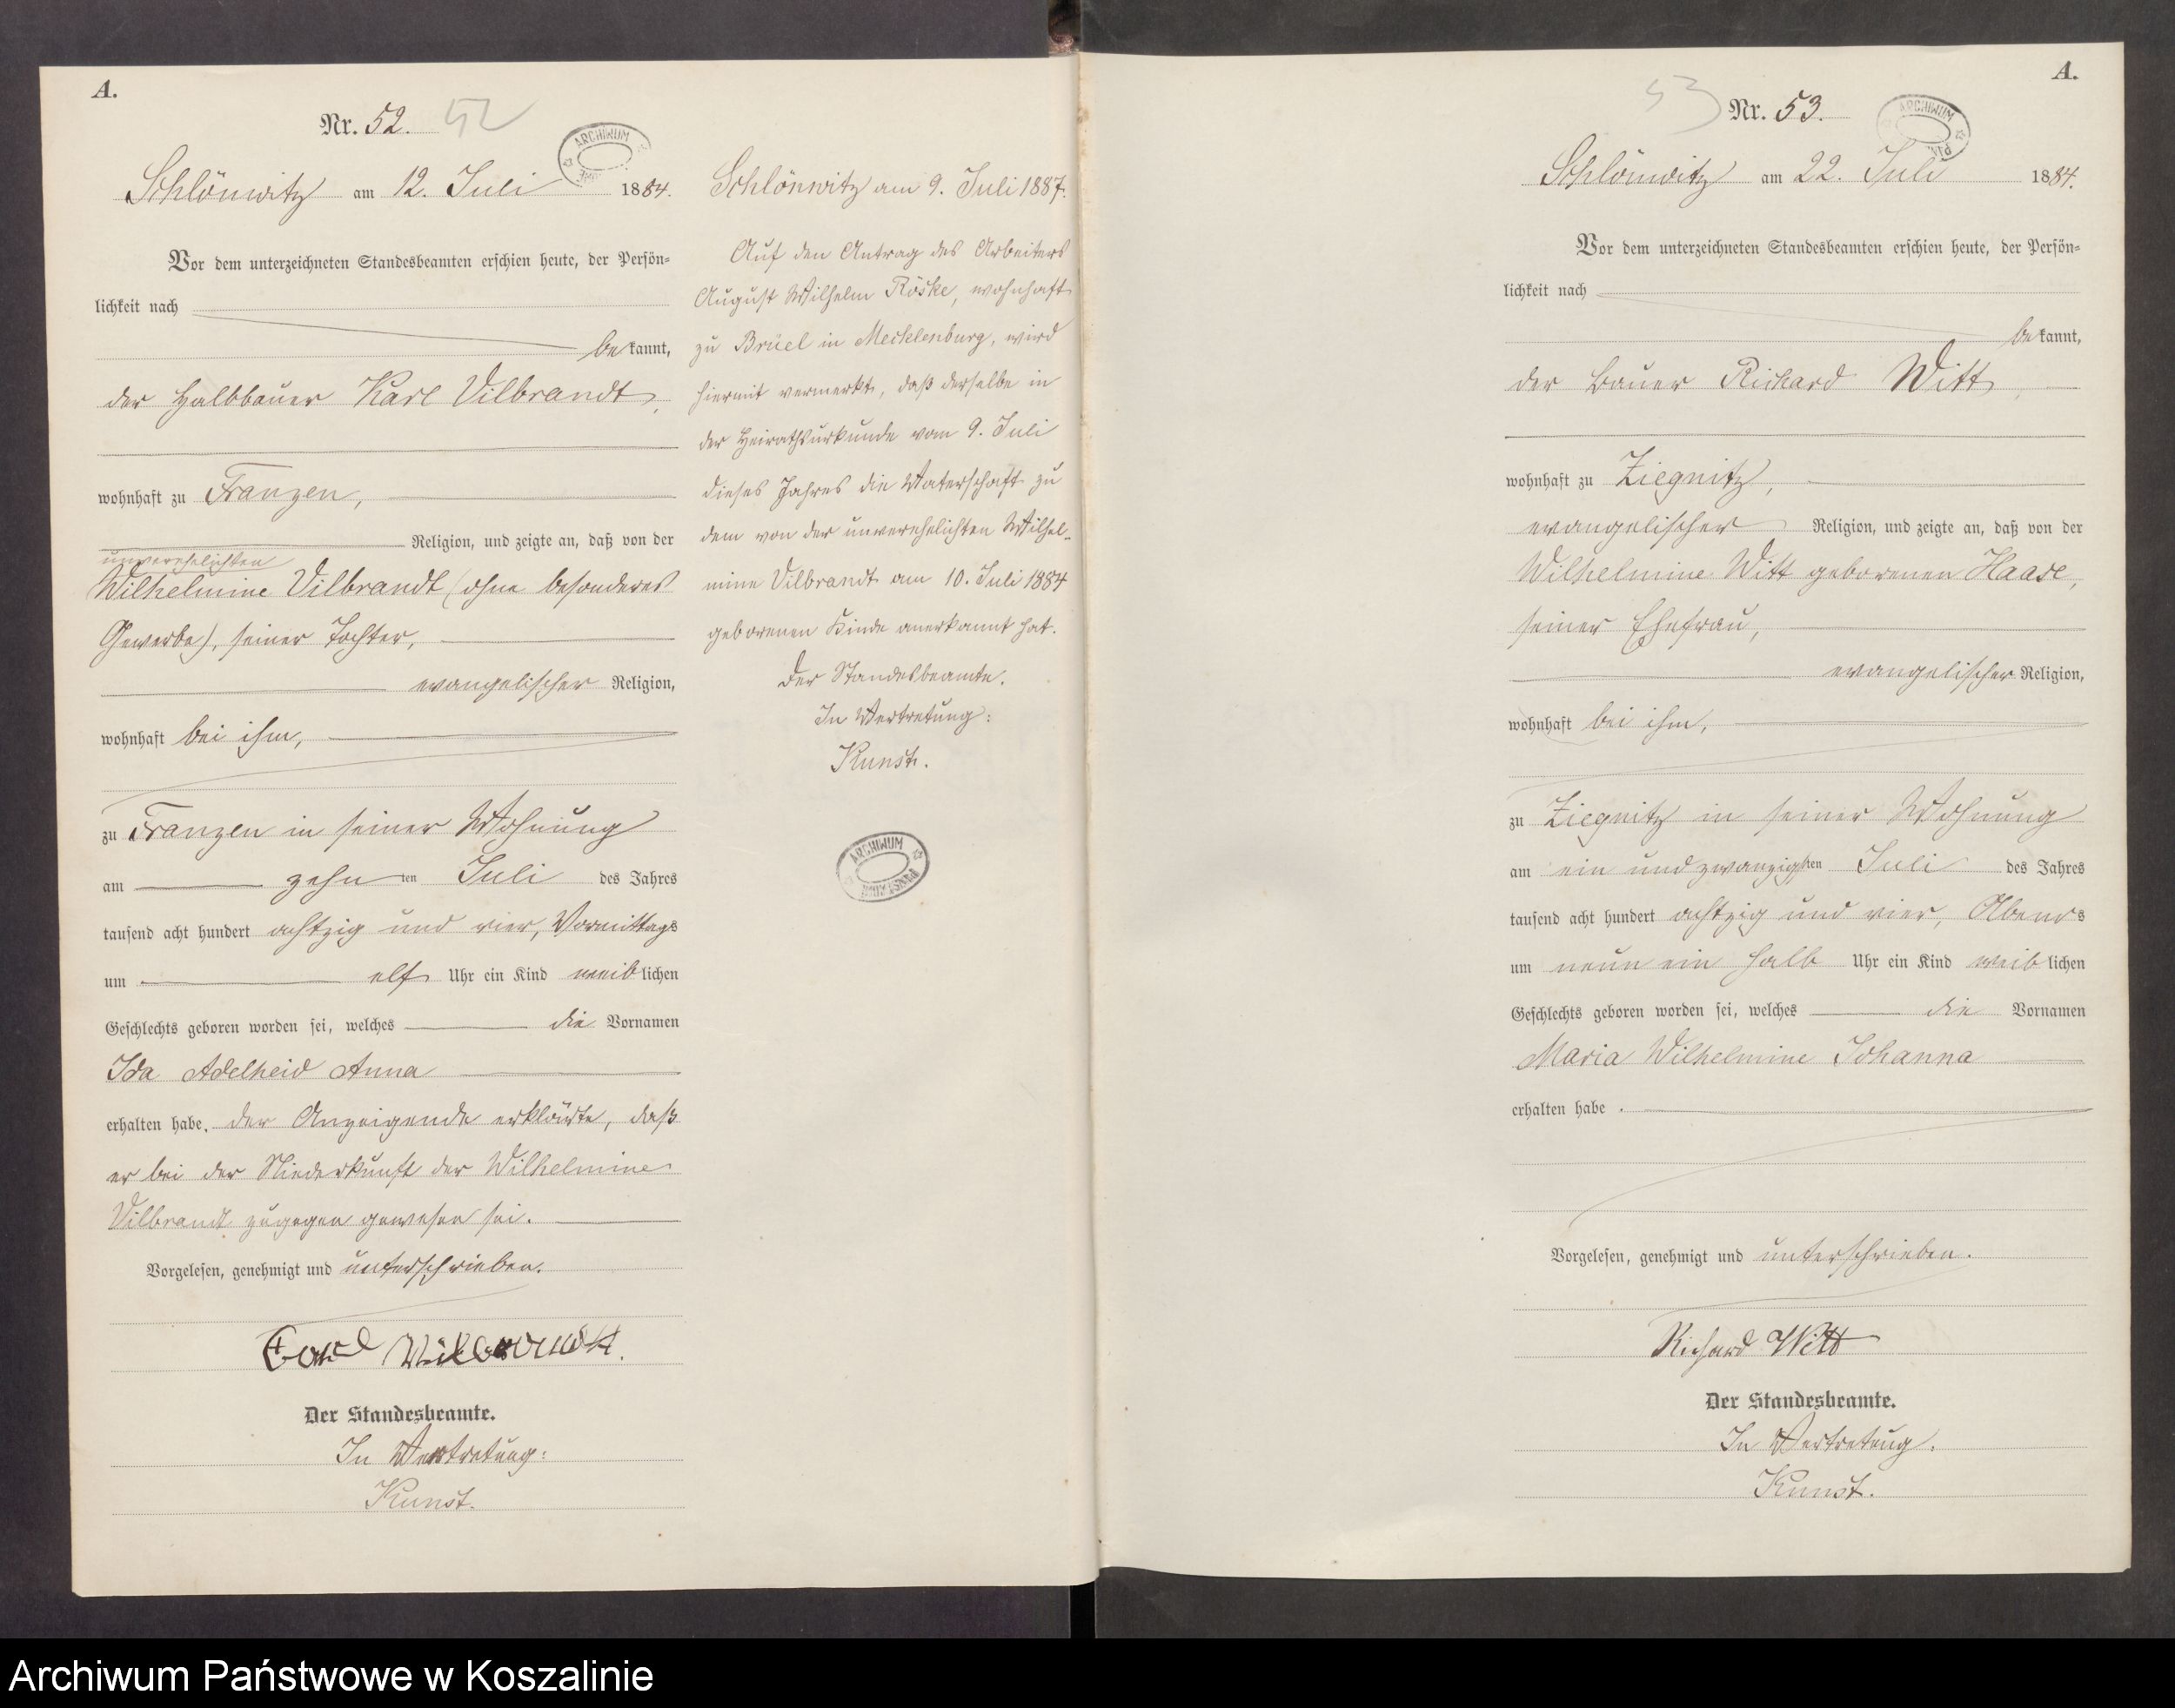 A.
Nr. 52. 52
ARCHIWUM
Schlönwitz am 12. Juli 1884.
Vor dem unterzeichneten Standesbeamten erschien heute, der Persön-
lichkeit nach
bekannt,
der Halbbauer Karl Vilbrandt,
wohnhaft zu Franzen,
Religion, und zeigte an, daß von der
unverehelichten
Wilhelmine Vilbrandt (ohne besonderes
Gewerbe), seiner Tochter,
evangelischer Religion,
wohnhaft bei ihm,
zu Franzen in seiner Wohnung
am zehnten Juli des Jahres
tausend acht hundert achtzig und vier, Vormittags
um elf Uhr ein Kind weiblichen
Geschlechts geboren worden sei, welches die Vornamen
Ida Adelheid Anna
erhalten habe. Der Anzeigende erklärte, daß
er bei der Niederkunft der Wilhelmine
Vilbrandt zugegen gewesen sei.
Vorgelesen, genehmigt und unterschrieben.
Carl Vilbrandt.
Der Standesbeamte.
In Vertretung:
Kunst.
Schlönwitz am 9. Juli 1887.
Auf den Antrag des Arbeiters
August Wilhelm Röske, wohnhaft
zu Brüel in Mecklenburg, wird
hiermit vermerkt, daß derselbe in
der Heirathsurkunde vom 9. Juli
dieses Jahres die Vaterschaft zu
dem von der unverehelichten Wilhel-
mine Vilbrandt am 10. Juli 1884
geborenen Kinde anerkannt hat.
Der Standesbeamte.
In Vertretung:
Kunst.
ARCHIWUM
A.
53 Nr. 53.
ARCHIWUM
Schlönwitz am 22. Juli 1884.
Vor dem unterzeichneten Standesbeamten erschien heute, der Persön-
lichkeit nach
bekannt,
der Bauer Richard Witt,
wohnhaft zu Ziegnitz,
evangelischer Religion, und zeigte an, daß von der
Wilhelmine Witt geborenen Haase,
seiner Ehefrau,
evangelischer Religion,
wohnhaft bei ihm,
zu Ziegnitz in seiner Wohnung
am ein und zwanzigsten Juli des Jahres
tausend acht hundert achtzig und vier, Abends
um neun ein halb Uhr ein Kind weiblichen
Geschlechts geboren worden sei, welches die Vornamen
Maria Wilhelmine Johanna
erhalten habe.
Vorgelesen, genehmigt und unterschrieben.
Richard Witt
Der Standesbeamte.
In Vertretung.
Kunst.
Archiwum Państwowe w Koszalinie